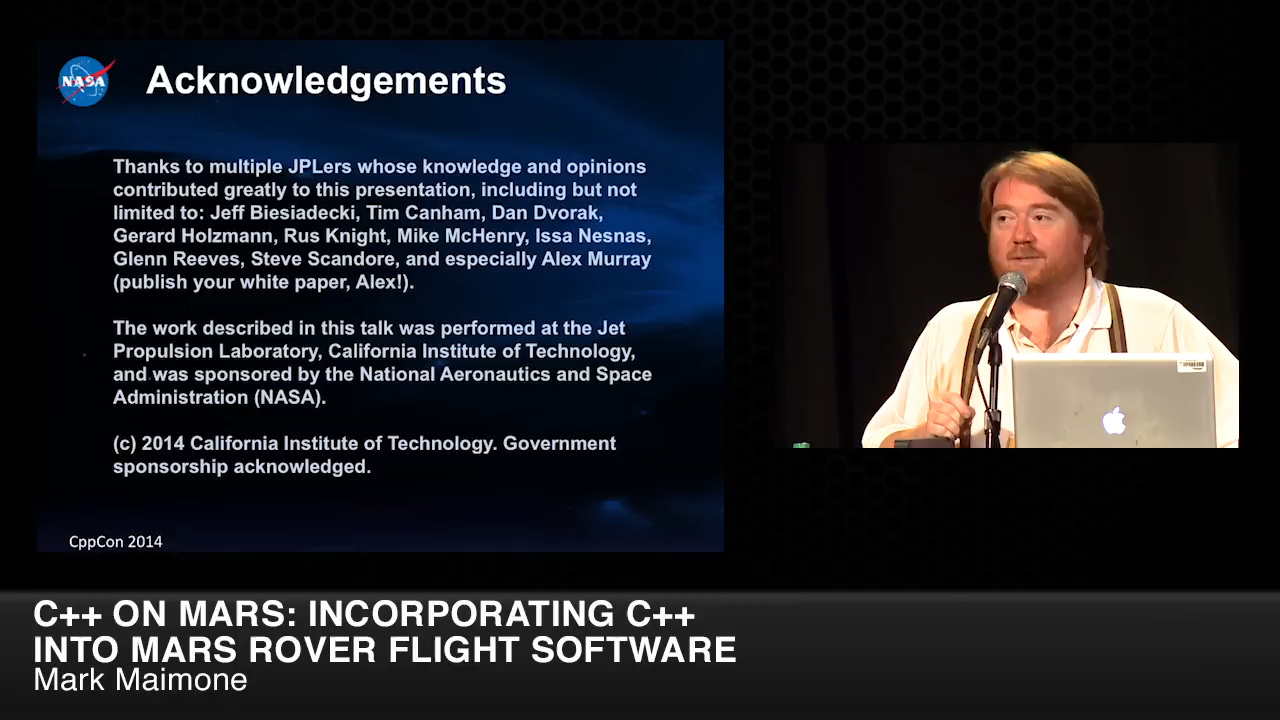 NASA
Acknowledgements
Thanks to multiple JPLers whose knowledge and opinions
contributed greatly to this presentation, including but not
limited to: Jeff Biesiadecki, Tim Canham, Dan Dvorak,
Gerard Holzmann, Rus Knight, Mike McHenry, Issa Nesnas,
Glenn Reeves, Steve Scandore, and especially Alex Murray
(publish your white paper, Alex!).
The work described in this talk was performed at the Jet
Propulsion Laboratory, California Institute of Technology,
and was sponsored by the National Aeronautics and Space
Administration (NASA).
(c) 2014 California Institute of Technology. Government
sponsorship acknowledged.
CppCon 2014
C++ ON MARS: INCORPORATING C++
INTO MARS ROVER FLIGHT SOFTWARE
Mark Maimone